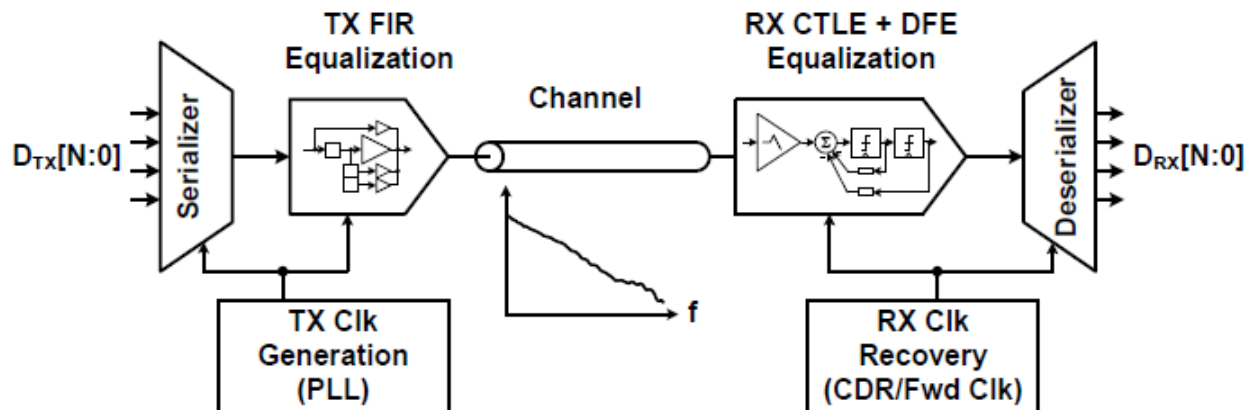 TX FIR
Equalization
RX CTLE + DFE
Equalization
Channel
D_TX[N:0]
Serializer
Σ
Deserializer
D_RX[N:0]
f
TX Clk
Generation
(PLL)
RX Clk
Recovery
(CDR/Fwd Clk)